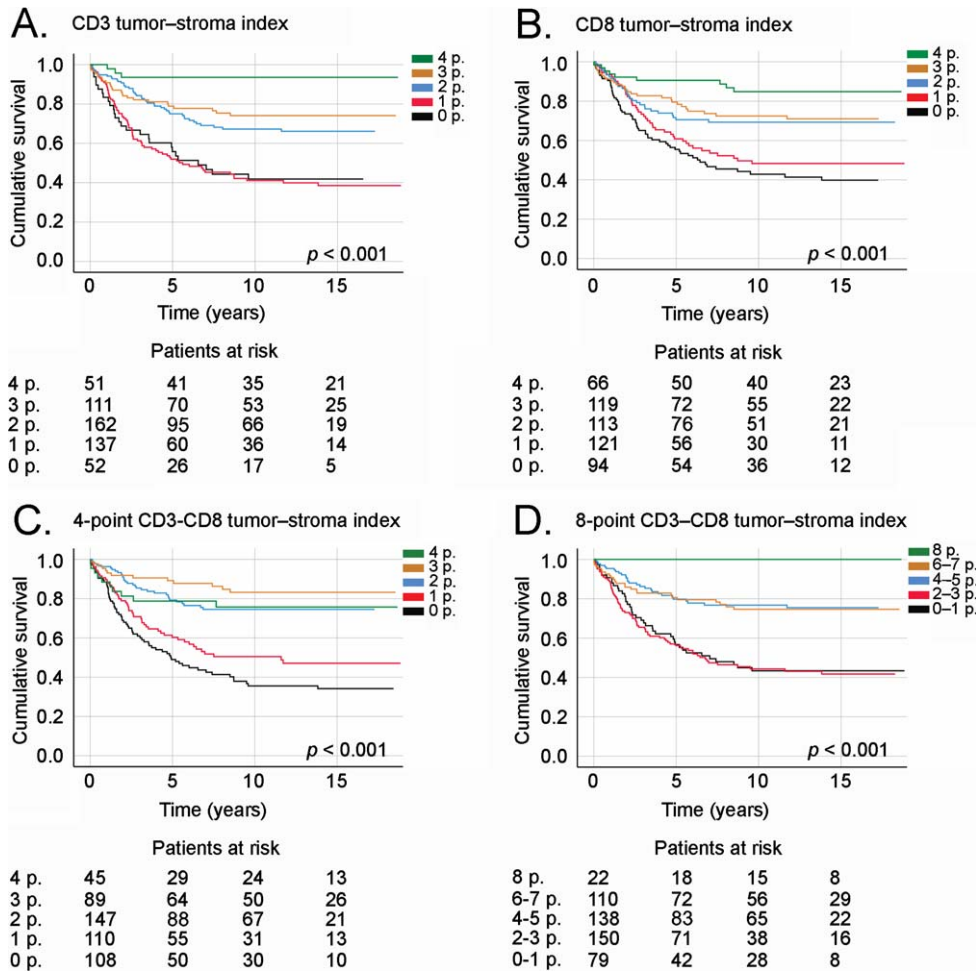 A. CD3 tumor–stroma index
4 p.
3 p.
2 p.
1 p.
0 p.
1.0
0.8
0.6
0.4
0.2
0.0
Cumulative survival
p < 0.001
0 5 10 15
Time (years)
Patients at risk
4 p. 51 41 35 21
3 p. 111 70 53 25
2 p. 162 95 66 19
1 p. 137 60 36 14
0 p. 52 26 17 5
B. CD8 tumor–stroma index
4 p.
3 p.
2 p.
1 p.
0 p.
1.0
0.8
0.6
0.4
0.2
0.0
Cumulative survival
p < 0.001
0 5 10 15
Time (years)
Patients at risk
4 p. 66 50 40 23
3 p. 119 72 55 22
2 p. 113 76 51 21
1 p. 121 56 30 11
0 p. 94 54 36 12
C. 4-point CD3-CD8 tumor–stroma index
4 p.
3 p.
2 p.
1 p.
0 p.
1.0
0.8
0.6
0.4
0.2
0.0
Cumulative survival
p < 0.001
0 5 10 15
Time (years)
Patients at risk
4 p. 45 29 24 13
3 p. 89 64 50 26
2 p. 147 88 67 21
1 p. 110 55 31 13
0 p. 108 50 30 10
D. 8-point CD3–CD8 tumor–stroma index
8 p.
6–7 p.
4–5 p.
2–3 p.
0–1 p.
1.0
0.8
0.6
0.4
0.2
0.0
Cumulative survival
p < 0.001
0 5 10 15
Time (years)
Patients at risk
8 p. 22 18 15 8
6-7 p. 110 72 56 29
4-5 p. 138 83 65 22
2-3 p. 150 71 38 16
0-1 p. 79 42 28 8